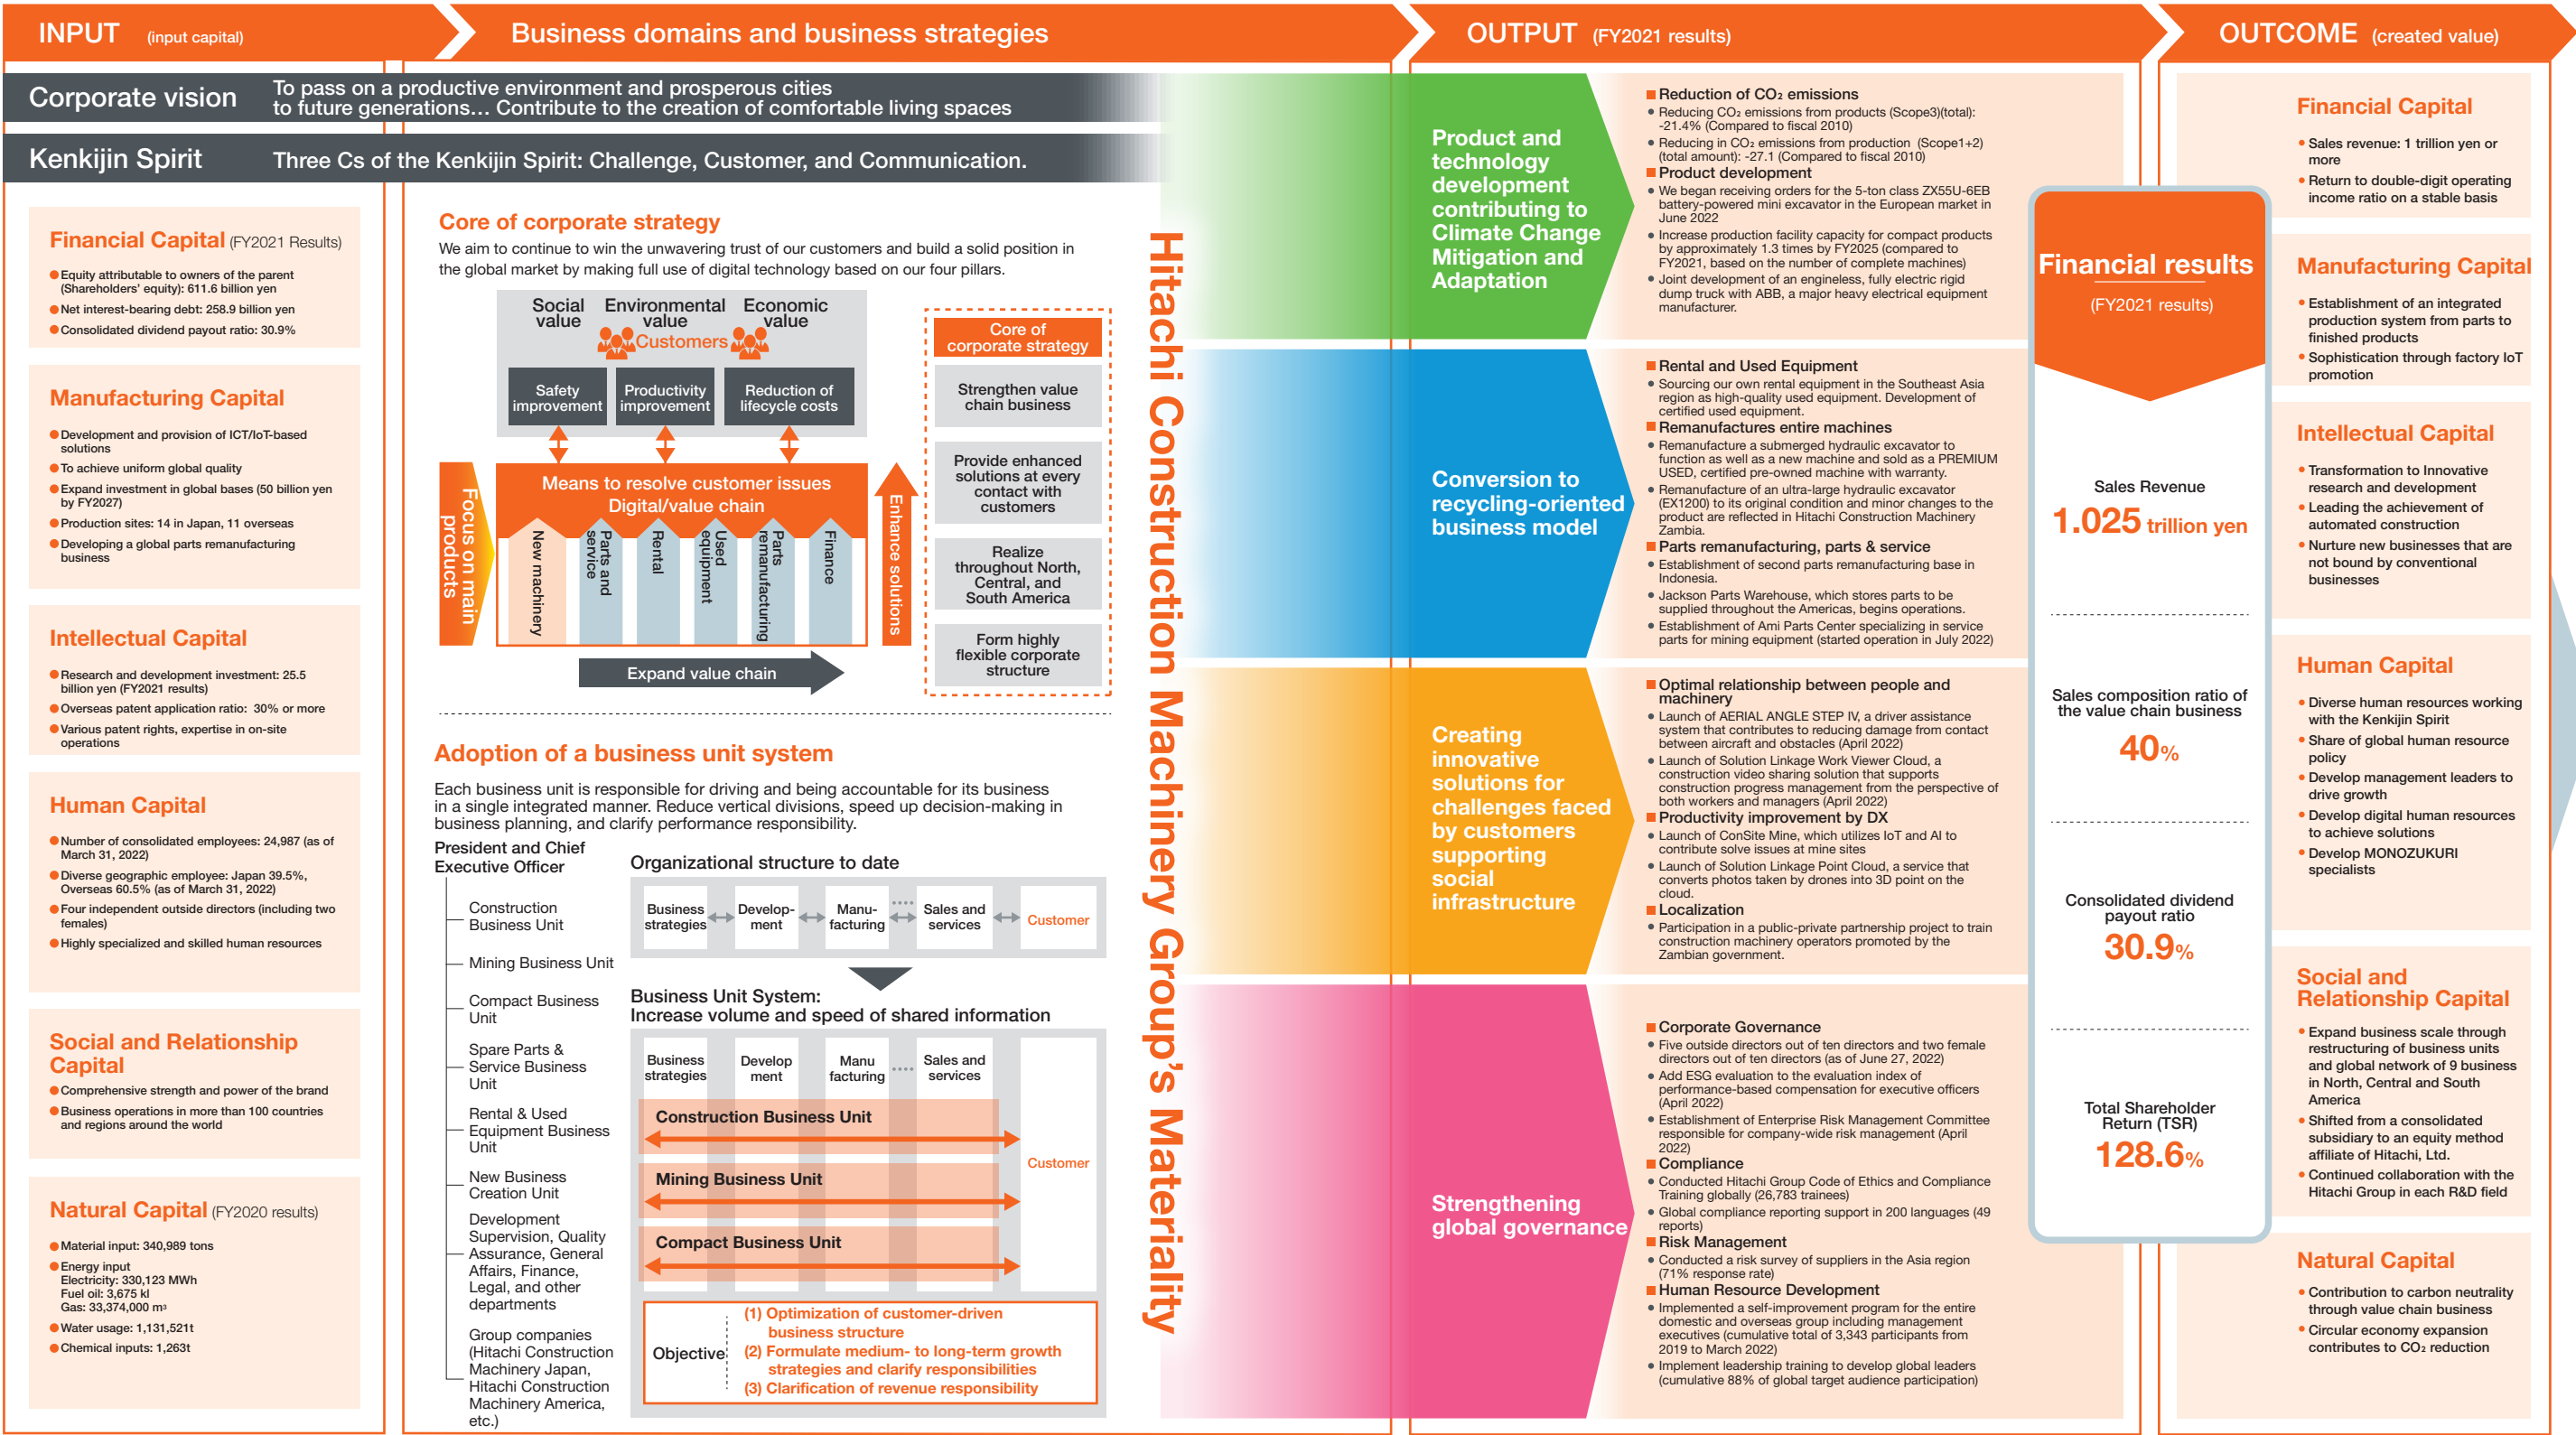 INPUT (input capital)
Business domains and business strategies
OUTPUT (FY2021 results)
OUTCOME (created value)
Corporate vision
To pass on a productive environment and prosperous cities
to future generations… Contribute to the creation of comfortable living spaces
Kenkijin Spirit
Three Cs of the Kenkijin Spirit: Challenge, Customer, and Communication.
Financial Capital (FY2021 Results)
Equity attributable to owners of the parent
(Shareholders' equity): 611.6 billion yen
Net interest-bearing debt: 258.9 billion yen
Consolidated dividend payout ratio: 30.9%
Manufacturing Capital
Development and provision of ICT/IoT-based
solutions
To achieve uniform global quality
Expand investment in global bases (50 billion yen
by FY2027)
Production sites: 14 in Japan, 11 overseas
Developing a global parts remanufacturing
business
Intellectual Capital
Research and development investment: 25.5
billion yen (FY2021 results)
Overseas patent application ratio: 30% or more
Various patent rights, expertise in on-site
operations
Human Capital
Number of consolidated employees: 24,987 (as of
March 31, 2022)
Diverse geographic employee: Japan 39.5%,
Overseas 60.5% (as of March 31, 2022)
Four independent outside directors (including two
females)
Highly specialized and skilled human resources
Social and Relationship
Capital
Comprehensive strength and power of the brand
Business operations in more than 100 countries
and regions around the world
Natural Capital (FY2020 results)
Material input: 340,989 tons
Energy input
Electricity: 330,123 MWh
Fuel oil: 3,675 kl
Gas: 33,374,000 m³
Water usage: 1,131,521t
Chemical inputs: 1,263t
Core of corporate strategy
We aim to continue to win the unwavering trust of our customers and build a solid position in
the global market by making full use of digital technology based on our four pillars.
Social
value
Environmental
value
Economic
value
Customers
Safety
improvement
Productivity
improvement
Reduction of
lifecycle costs
Focus on main
products
Means to resolve customer issues
Digital/value chain
New machinery
Parts and
service
Rental
Used
equipment
Parts
remanufacturing
Finance
Enhance solutions
Expand value chain
Core of
corporate strategy
Strengthen value
chain business
Provide enhanced
solutions at every
contact with
customers
Realize
throughout North,
Central, and
South America
Form highly
flexible corporate
structure
Adoption of a business unit system
Each business unit is responsible for driving and being accountable for its business
in a single integrated manner. Reduce vertical divisions, speed up decision-making in
business planning, and clarify performance responsibility.
President and Chief
Executive Officer
Construction
Business Unit
Mining Business Unit
Compact Business
Unit
Spare Parts &
Service Business
Unit
Rental & Used
Equipment Business
Unit
New Business
Creation Unit
Development
Supervision, Quality
Assurance, General
Affairs, Finance,
Legal, and other
departments
Group companies
(Hitachi Construction
Machinery Japan,
Hitachi Construction
Machinery America,
etc.)
Organizational structure to date
Business
strategies
Develop-
ment
Manu-
facturing
Sales and
services
Customer
Business Unit System:
Increase volume and speed of shared information
Business
strategies
Develop
ment
Manu
facturing
Sales and
services
Construction Business Unit
Mining Business Unit
Compact Business Unit
Customer
Objective
(1) Optimization of customer-driven
business structure
(2) Formulate medium- to long-term growth
strategies and clarify responsibilities
(3) Clarification of revenue responsibility
Hitachi Construction Machinery Group's Materiality
Product and
technology
development
contributing to
Climate Change
Mitigation and
Adaptation
Reduction of CO₂ emissions
Reducing CO₂ emissions from products (Scope3)(total):
-21.4% (Compared to fiscal 2010)
Reducing in CO₂ emissions from production (Scope1+2)
(total amount): -27.1 (Compared to fiscal 2010)
Product development
We began receiving orders for the 5-ton class ZX55U-6EB
battery-powered mini excavator in the European market in
June 2022
Increase production facility capacity for compact products
by approximately 1.3 times by FY2025 (compared to
FY2021, based on the number of complete machines)
Joint development of an engineless, fully electric rigid
dump truck with ABB, a major heavy electrical equipment
manufacturer.
Conversion to
recycling-oriented
business model
Rental and Used Equipment
Sourcing our own rental equipment in the Southeast Asia
region as high-quality used equipment. Development of
certified used equipment.
Remanufactures entire machines
Remanufacture a submerged hydraulic excavator to
function as well as a new machine and sold as a PREMIUM
USED, certified pre-owned machine with warranty.
Remanufacture of an ultra-large hydraulic excavator
(EX1200) to its original condition and minor changes to the
product are reflected in Hitachi Construction Machinery
Zambia.
Parts remanufacturing, parts & service
Establishment of second parts remanufacturing base in
Indonesia.
Jackson Parts Warehouse, which stores parts to be
supplied throughout the Americas, begins operations.
Establishment of Ami Parts Center specializing in service
parts for mining equipment (started operation in July 2022)
Creating
innovative
solutions for
challenges faced
by customers
supporting
social
infrastructure
Optimal relationship between people and
machinery
Launch of AERIAL ANGLE STEP IV, a driver assistance
system that contributes to reducing damage from contact
between aircraft and obstacles (April 2022)
Launch of Solution Linkage Work Viewer Cloud, a
construction video sharing solution that supports
construction progress management from the perspective of
both workers and managers (April 2022)
Productivity improvement by DX
Launch of ConSite Mine, which utilizes IoT and AI to
contribute solve issues at mine sites
Launch of Solution Linkage Point Cloud, a service that
converts photos taken by drones into 3D point on the
cloud.
Localization
Participation in a public-private partnership project to train
construction machinery operators promoted by the
Zambian government.
Strengthening
global governance
Corporate Governance
Five outside directors out of ten directors and two female
directors out of ten directors (as of June 27, 2022)
Add ESG evaluation to the evaluation index of
performance-based compensation for executive officers
(April 2022)
Establishment of Enterprise Risk Management Committee
responsible for company-wide risk management (April
2022)
Compliance
Conducted Hitachi Group Code of Ethics and Compliance
Training globally (26,783 trainees)
Global compliance reporting support in 200 languages (49
reports)
Risk Management
Conducted a risk survey of suppliers in the Asia region
(71% response rate)
Human Resource Development
Implemented a self-improvement program for the entire
domestic and overseas group including management
executives (cumulative total of 3,343 participants from
2019 to March 2022)
Implement leadership training to develop global leaders
(cumulative 88% of global target audience participation)
Financial results
(FY2021 results)
Sales Revenue
1.025 trillion yen
Sales composition ratio of
the value chain business
40%
Consolidated dividend
payout ratio
30.9%
Total Shareholder
Return (TSR)
128.6%
Financial Capital
Sales revenue: 1 trillion yen or
more
Return to double-digit operating
income ratio on a stable basis
Manufacturing Capital
Establishment of an integrated
production system from parts to
finished products
Sophistication through factory IoT
promotion
Intellectual Capital
Transformation to Innovative
research and development
Leading the achievement of
automated construction
Nurture new businesses that are
not bound by conventional
businesses
Human Capital
Diverse human resources working
with the Kenkijin Spirit
Share of global human resource
policy
Develop management leaders to
drive growth
Develop digital human resources
to achieve solutions
Develop MONOZUKURI
specialists
Social and
Relationship Capital
Expand business scale through
restructuring of business units
and global network of 9 business
in North, Central and South
America
Shifted from a consolidated
subsidiary to an equity method
affiliate of Hitachi, Ltd.
Continued collaboration with the
Hitachi Group in each R&D field
Natural Capital
Contribution to carbon neutrality
through value chain business
Circular economy expansion
contributes to CO₂ reduction